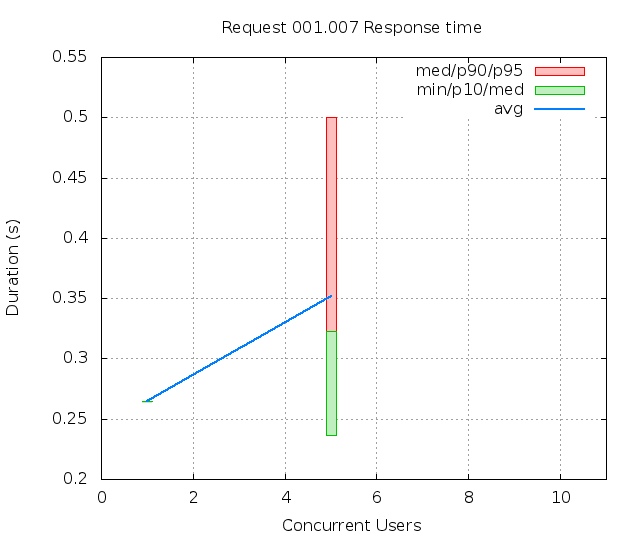 Request 001.007 Response time
0.55
0.5
0.45
0.4
0.35
0.3
0.25
0.2
Duration (s)
med/p90/p95
min/p10/med
avg
0 2 4 6 8 10
Concurrent Users